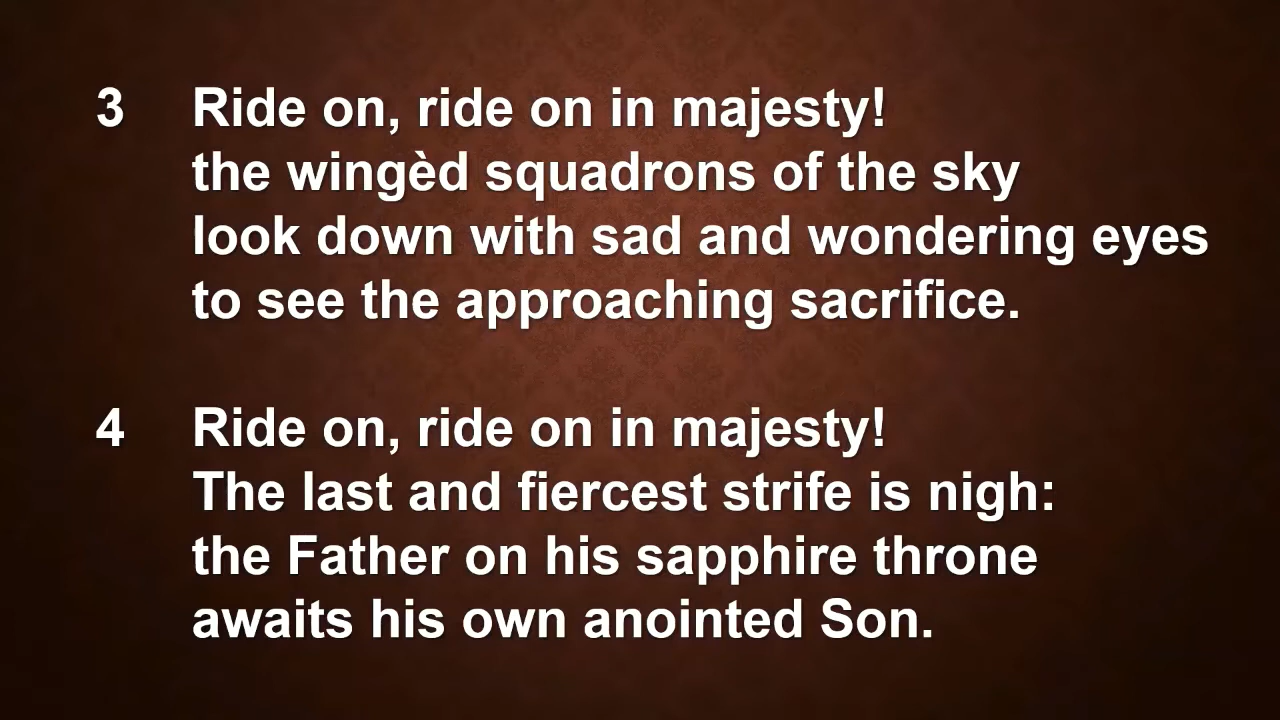 3 Ride on, ride on in majesty!
the wingèd squadrons of the sky
look down with sad and wondering eyes
to see the approaching sacrifice.
4 Ride on, ride on in majesty!
The last and fiercest strife is nigh:
the Father on his sapphire throne
awaits his own anointed Son.